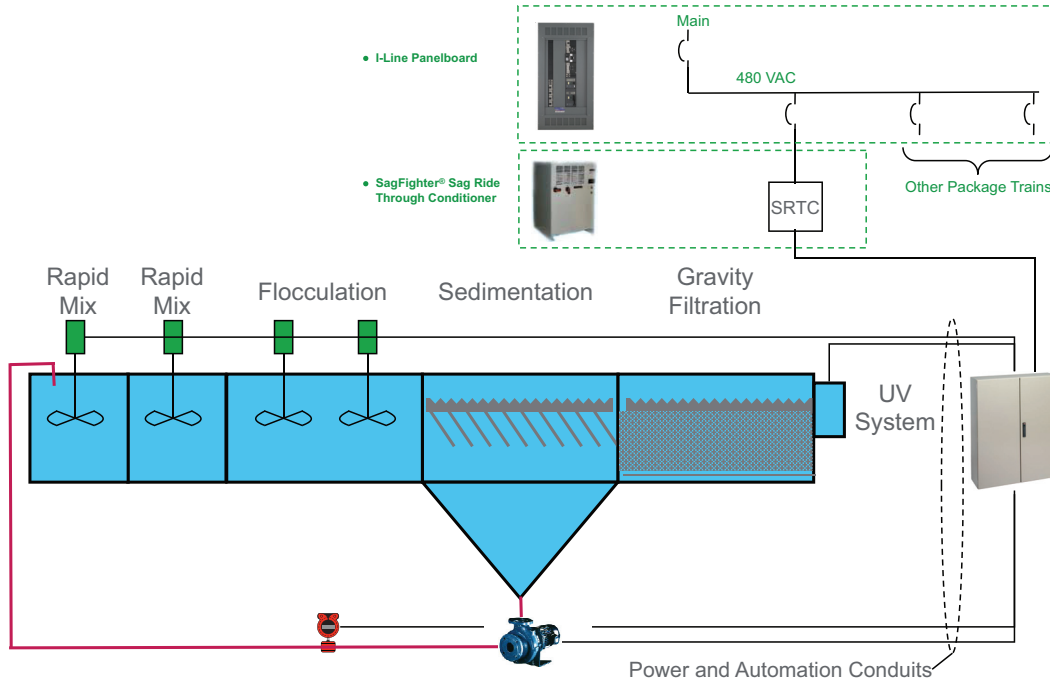 Main
• I-Line Panelboard
480 VAC
• SagFighter® Sag Ride
Through Conditioner
Other Package Trains
SRTC
Rapid
Mix
Rapid
Mix
Flocculation
Sedimentation
Gravity
Filtration
UV
System
Power and Automation Conduits